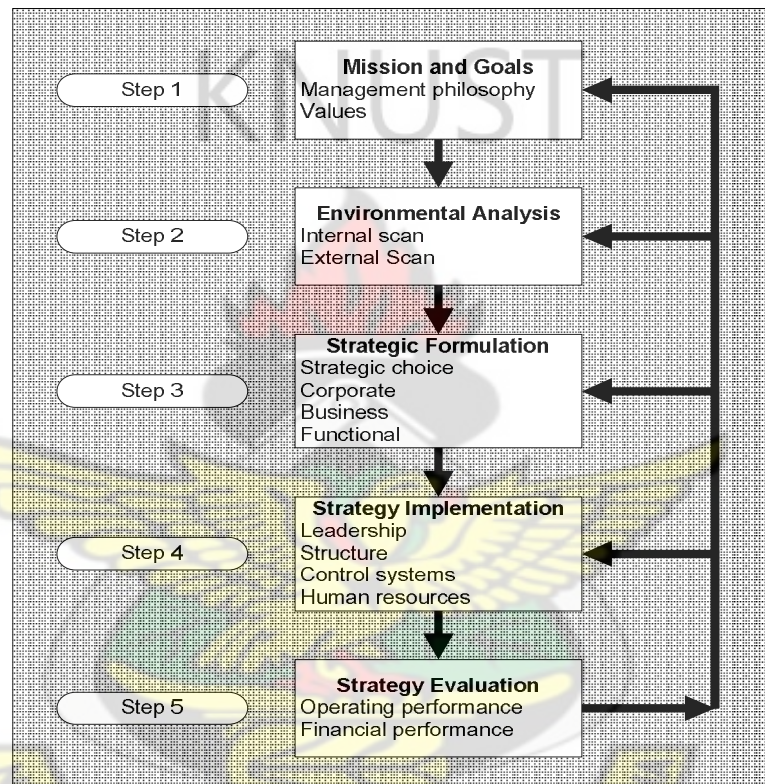 KNUST
Step 1
Mission and Goals
Management philosophy
Values
Step 2
Environmental Analysis
Internal scan
External Scan
Step 3
Strategic Formulation
Strategic choice
Corporate
Business
Functional
Step 4
Strategy Implementation
Leadership
Structure
Control systems
Human resources
Step 5
Strategy Evaluation
Operating performance
Financial performance